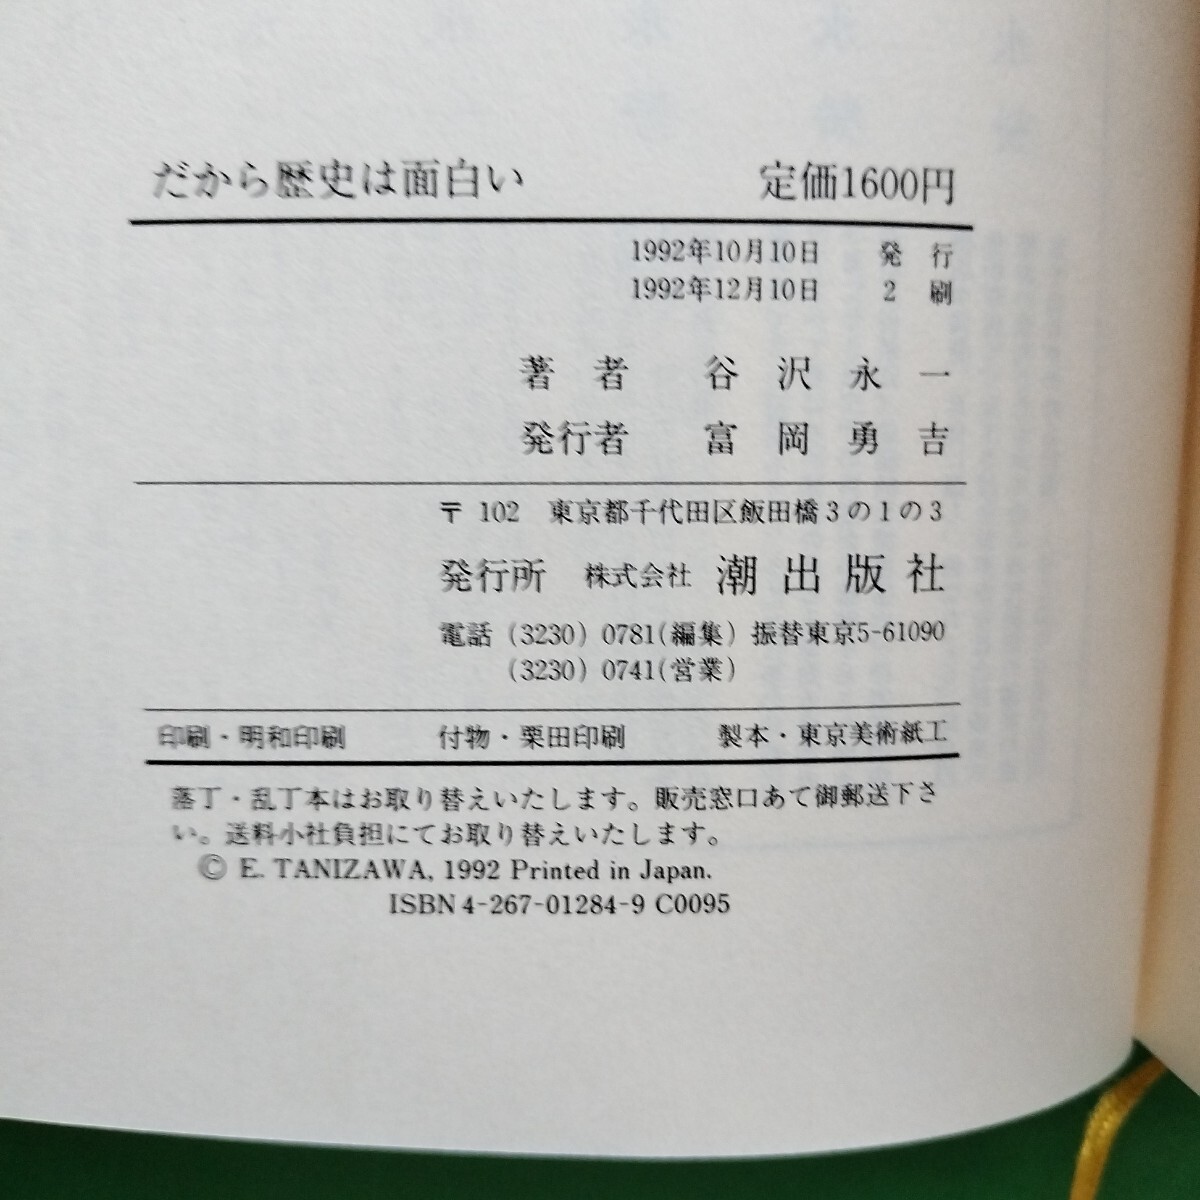 だから歴史は面白い 定価1600円
1992年10月10日 発行
1992年12月10日 2刷
著者 谷沢永一
発行者 富岡勇吉
〒102 東京都千代田区飯田橋3の1の3
発行所 株式会社 潮出版社
電話(3230)0781(編集)振替東京5-61090
(3230)0741(営業)
印刷・明和印刷 付物・栗田印刷 製本・東京美術紙工
落丁・乱丁本はお取り替えいたします。販売窓口あて御郵送下さ
い。送料小社負担にてお取り替えいたします。
© E. TANIZAWA, 1992 Printed in Japan.
ISBN4-267-01284-9 C0095